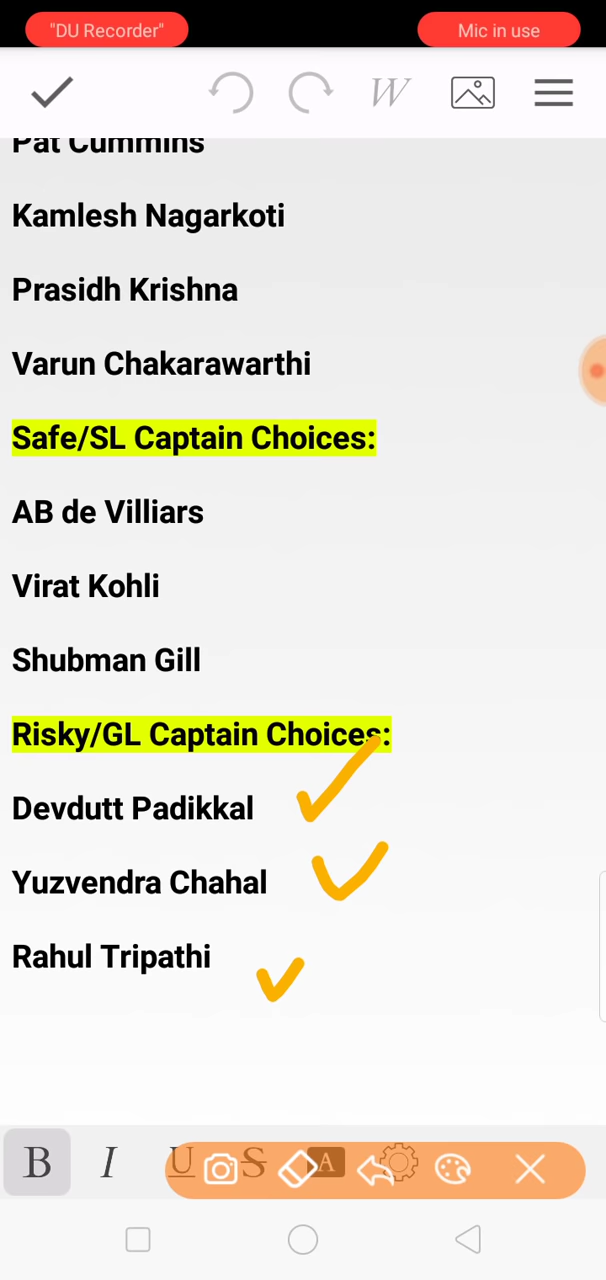 "DU Recorder"
Mic in use
W
Pat Cummins
Kamlesh Nagarkoti
Prasidh Krishna
Varun Chakarawarthi
Safe/SL Captain Choices:
AB de Villiars
Virat Kohli
Shubman Gill
Risky/GL Captain Choices:
Devdutt Padikkal
Yuzvendra Chahal
Rahul Tripathi
B I U S A